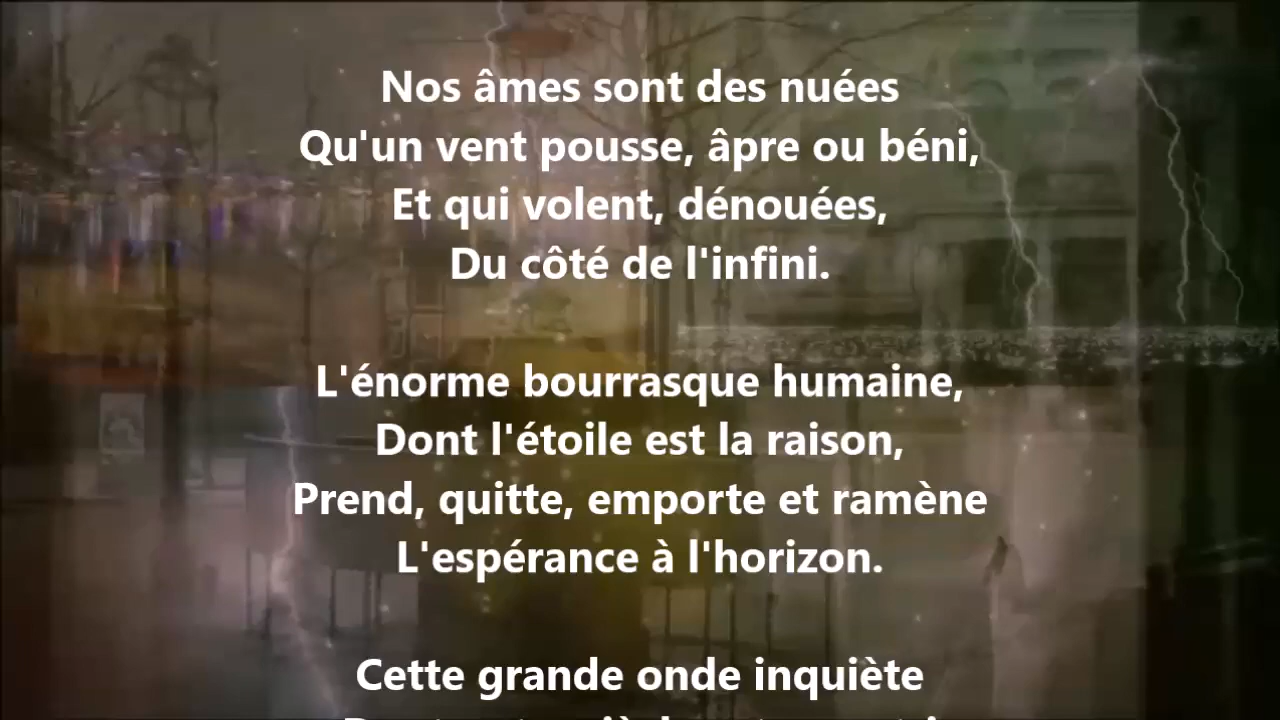 Nos âmes sont des nuées
Qu'un vent pousse, âpre ou béni,
Et qui volent, dénouées,
Du côté de l'infini.
L'énorme bourrasque humaine,
Dont l'étoile est la raison,
Prend, quitte, emporte et ramène
L'espérance à l'horizon.
Cette grande onde inquiète